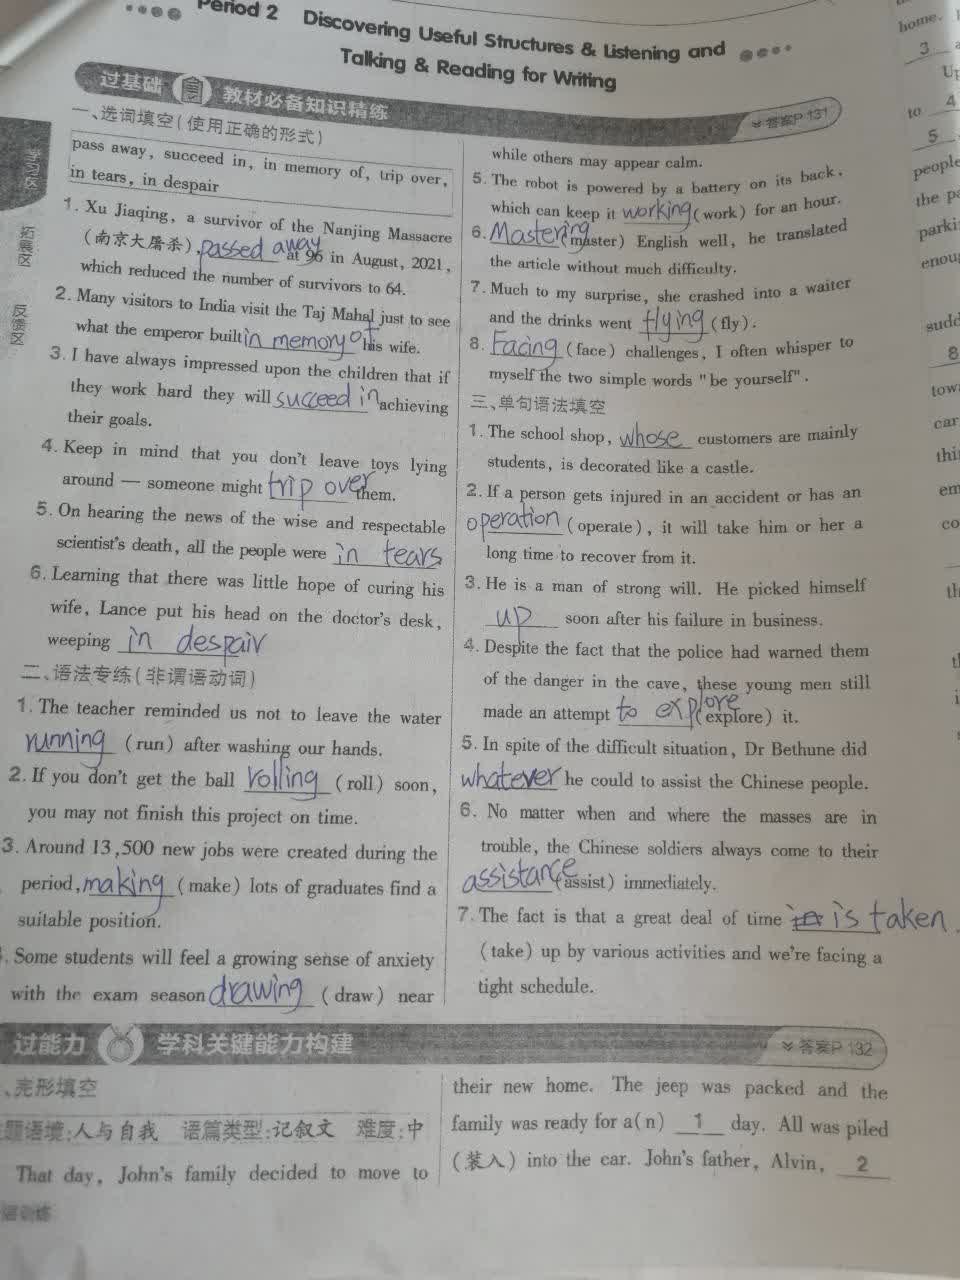 Period 2 Discovering Useful Structures & Listening and
Talking & Reading for Writing
过基础 教材必备知识精练
答案P 131
一、选词填空(使用正确的形式)
pass away, succeed in, in memory of, trip over,
in tears, in despair
1. Xu Jiaqing, a survivor of the Nanjing Massacre
(南京大屠杀), passed away at 96 in August, 2021,
which reduced the number of survivors to 64.
2. Many visitors to India visit the Taj Mahal just to see
what the emperor built in memory of his wife.
3. I have always impressed upon the children that if
they work hard they will succeed in achieving
their goals.
4. Keep in mind that you don't leave toys lying
around — someone might trip over them.
5. On hearing the news of the wise and respectable
scientist's death, all the people were in tears
6. Learning that there was little hope of curing his
wife, Lance put his head on the doctor's desk,
weeping in despair
二、语法专练(非谓语动词)
1. The teacher reminded us not to leave the water
running (run) after washing our hands.
2. If you don't get the ball rolling (roll) soon,
you may not finish this project on time.
3. Around 13,500 new jobs were created during the
period, making (make) lots of graduates find a
suitable position.
. Some students will feel a growing sense of anxiety
with the exam season drawing (draw) near
while others may appear calm.
5. The robot is powered by a battery on its back,
which can keep it working (work) for an hour.
6. Mastering (master) English well, he translated
the article without much difficulty.
7. Much to my surprise, she crashed into a waiter
and the drinks went flying (fly).
8. Facing (face) challenges, I often whisper to
myself the two simple words "be yourself".
三、单句语法填空
1. The school shop, whose customers are mainly
students, is decorated like a castle.
2. If a person gets injured in an accident or has an
operation (operate), it will take him or her a
long time to recover from it.
3. He is a man of strong will. He picked himself
up soon after his failure in business.
4. Despite the fact that the police had warned them
of the danger in the cave, these young men still
made an attempt to explore (explore) it.
5. In spite of the difficult situation, Dr Bethune did
whatever he could to assist the Chinese people.
6. No matter when and where the masses are in
trouble, the Chinese soldiers always come to their
assistance (assist) immediately.
7. The fact is that a great deal of time is taken
(take) up by various activities and we're facing a
tight schedule.
过能力 学科关键能力构建
答案P 132
、完形填空
题语境:人与自我 语篇类型:记叙文 难度:中
That day, John's family decided to move to
their new home. The jeep was packed and the
family was ready for a(n) 1 day. All was piled
(装入) into the car. John's father, Alvin, 2
学习区
拓展区
反馈区
home.
3
Up
to 4
5
people
the pa
parki
enoug
sudd
8
tow
car
thi
em
co
th